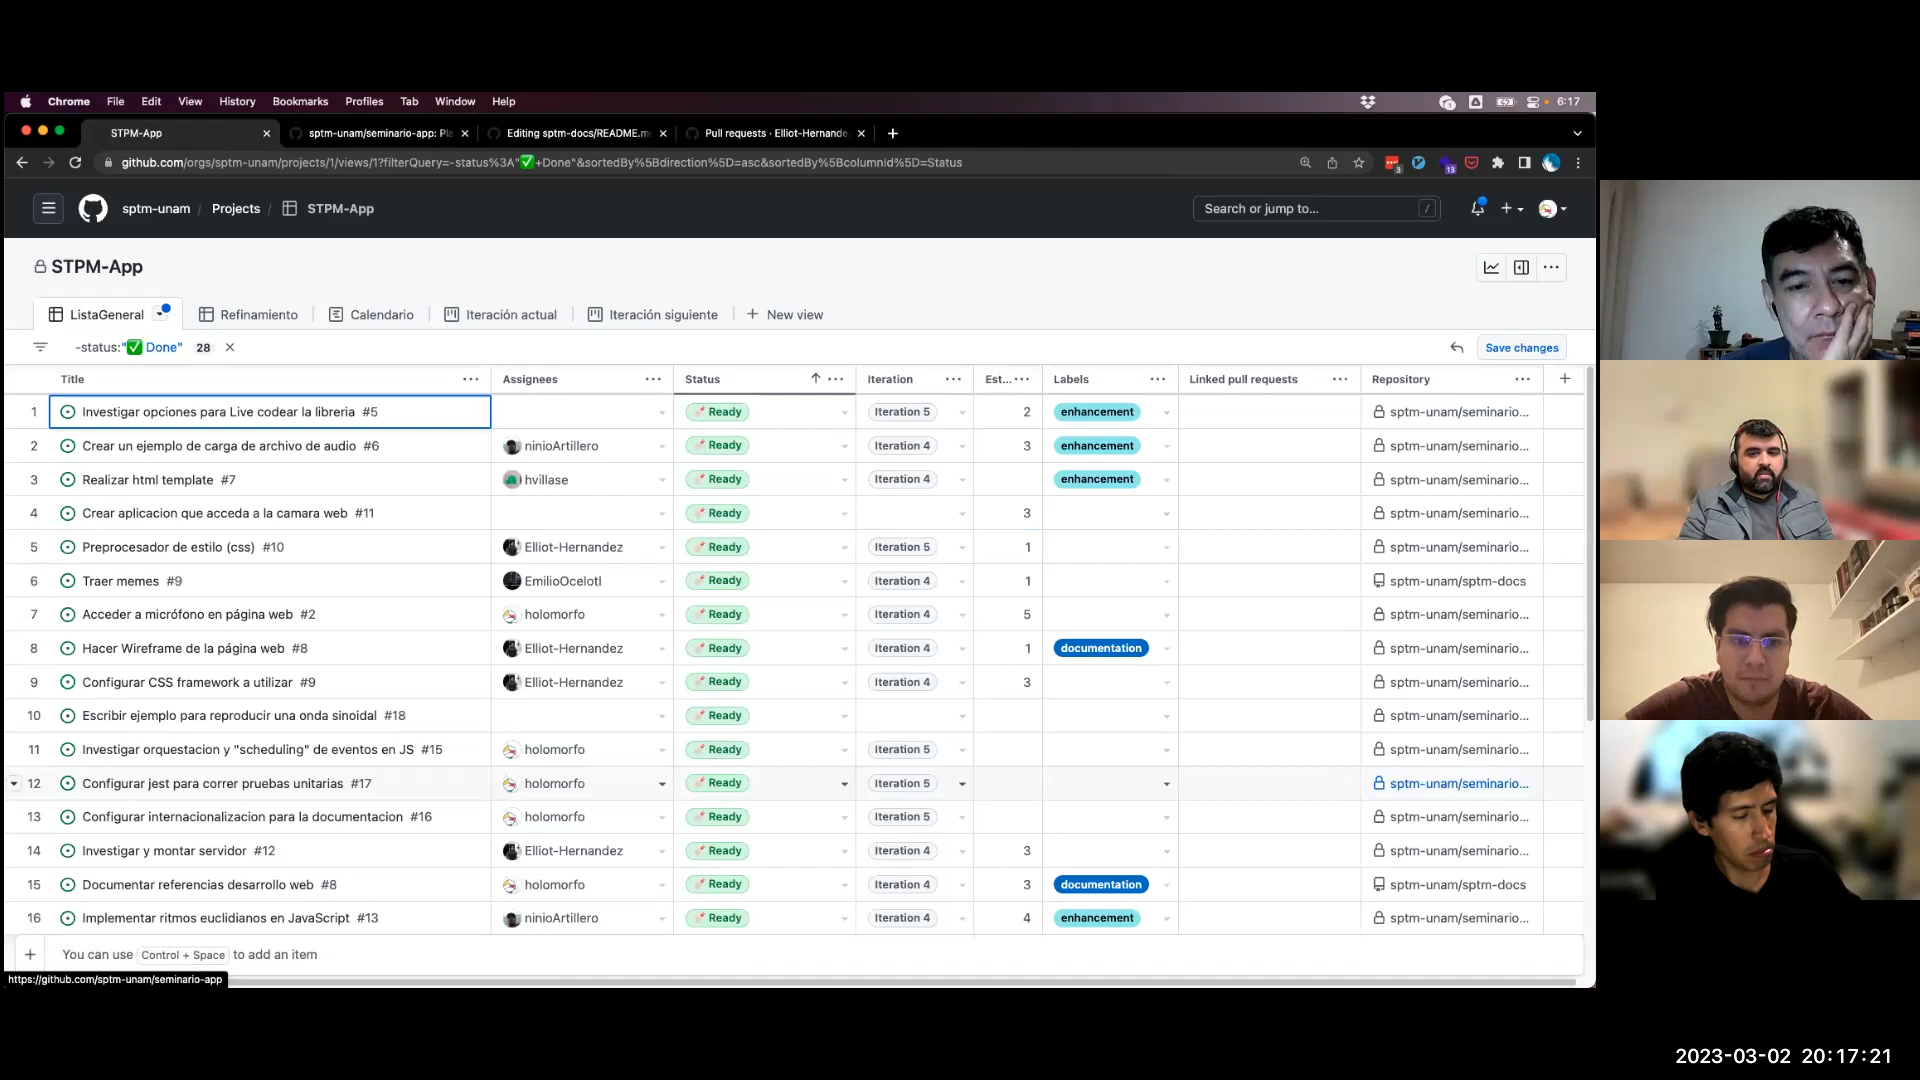 Chrome File Edit View History Bookmarks Profiles Tab Window Help 6:17
STPM-App sptm-unam/seminario-app: Pla Editing sptm-docs/README.m Pull requests · Elliot-Hernande
github.com/orgs/sptm-unam/projects/1/views/1?filterQuery=-status%3A"✅+Done"&sortedBy%5Bdirection%5D=asc&sortedBy%5BcolumnId%5D=Status 3 13
sptm-unam / Projects / STPM-App Search or jump to... /
STPM-App
ListaGeneral Refinamiento Calendario Iteración actual Iteración siguiente + New view
-status:"✅ Done" 28 Save changes
Title Assignees Status Iteration Est... Labels Linked pull requests Repository
1 Investigar opciones para Live codear la libreria #5 Ready Iteration 5 2 enhancement sptm-unam/seminario...
2 Crear un ejemplo de carga de archivo de audio #6 ninioArtillero Ready Iteration 4 3 enhancement sptm-unam/seminario...
3 Realizar html template #7 hvillase Ready Iteration 4 enhancement sptm-unam/seminario...
4 Crear aplicacion que acceda a la camara web #11 Ready 3 sptm-unam/seminario...
5 Preprocesador de estilo (css) #10 Elliot-Hernandez Ready Iteration 5 1 sptm-unam/seminario...
6 Traer memes #9 EmilioOcelotl Ready Iteration 4 1 sptm-unam/sptm-docs
7 Acceder a micrófono en página web #2 holomorfo Ready Iteration 4 5 sptm-unam/seminario...
8 Hacer Wireframe de la página web #8 Elliot-Hernandez Ready Iteration 4 1 documentation sptm-unam/seminario...
9 Configurar CSS framework a utilizar #9 Elliot-Hernandez Ready Iteration 4 3 sptm-unam/seminario...
10 Escribir ejemplo para reproducir una onda sinoidal #18 Ready sptm-unam/seminario...
11 Investigar orquestacion y "scheduling" de eventos en JS #15 holomorfo Ready Iteration 5 sptm-unam/seminario...
12 Configurar jest para correr pruebas unitarias #17 holomorfo Ready Iteration 5 sptm-unam/seminario...
13 Configurar internacionalizacion para la documentacion #16 holomorfo Ready Iteration 5 sptm-unam/seminario...
14 Investigar y montar servidor #12 Elliot-Hernandez Ready Iteration 4 3 sptm-unam/seminario...
15 Documentar referencias desarrollo web #8 holomorfo Ready Iteration 4 3 documentation sptm-unam/sptm-docs
16 Implementar ritmos euclidianos en JavaScript #13 ninioArtillero Ready Iteration 4 4 enhancement sptm-unam/seminario...
+ You can use Control + Space to add an item
https://github.com/sptm-unam/seminario-app
2023-03-02 20:17:21